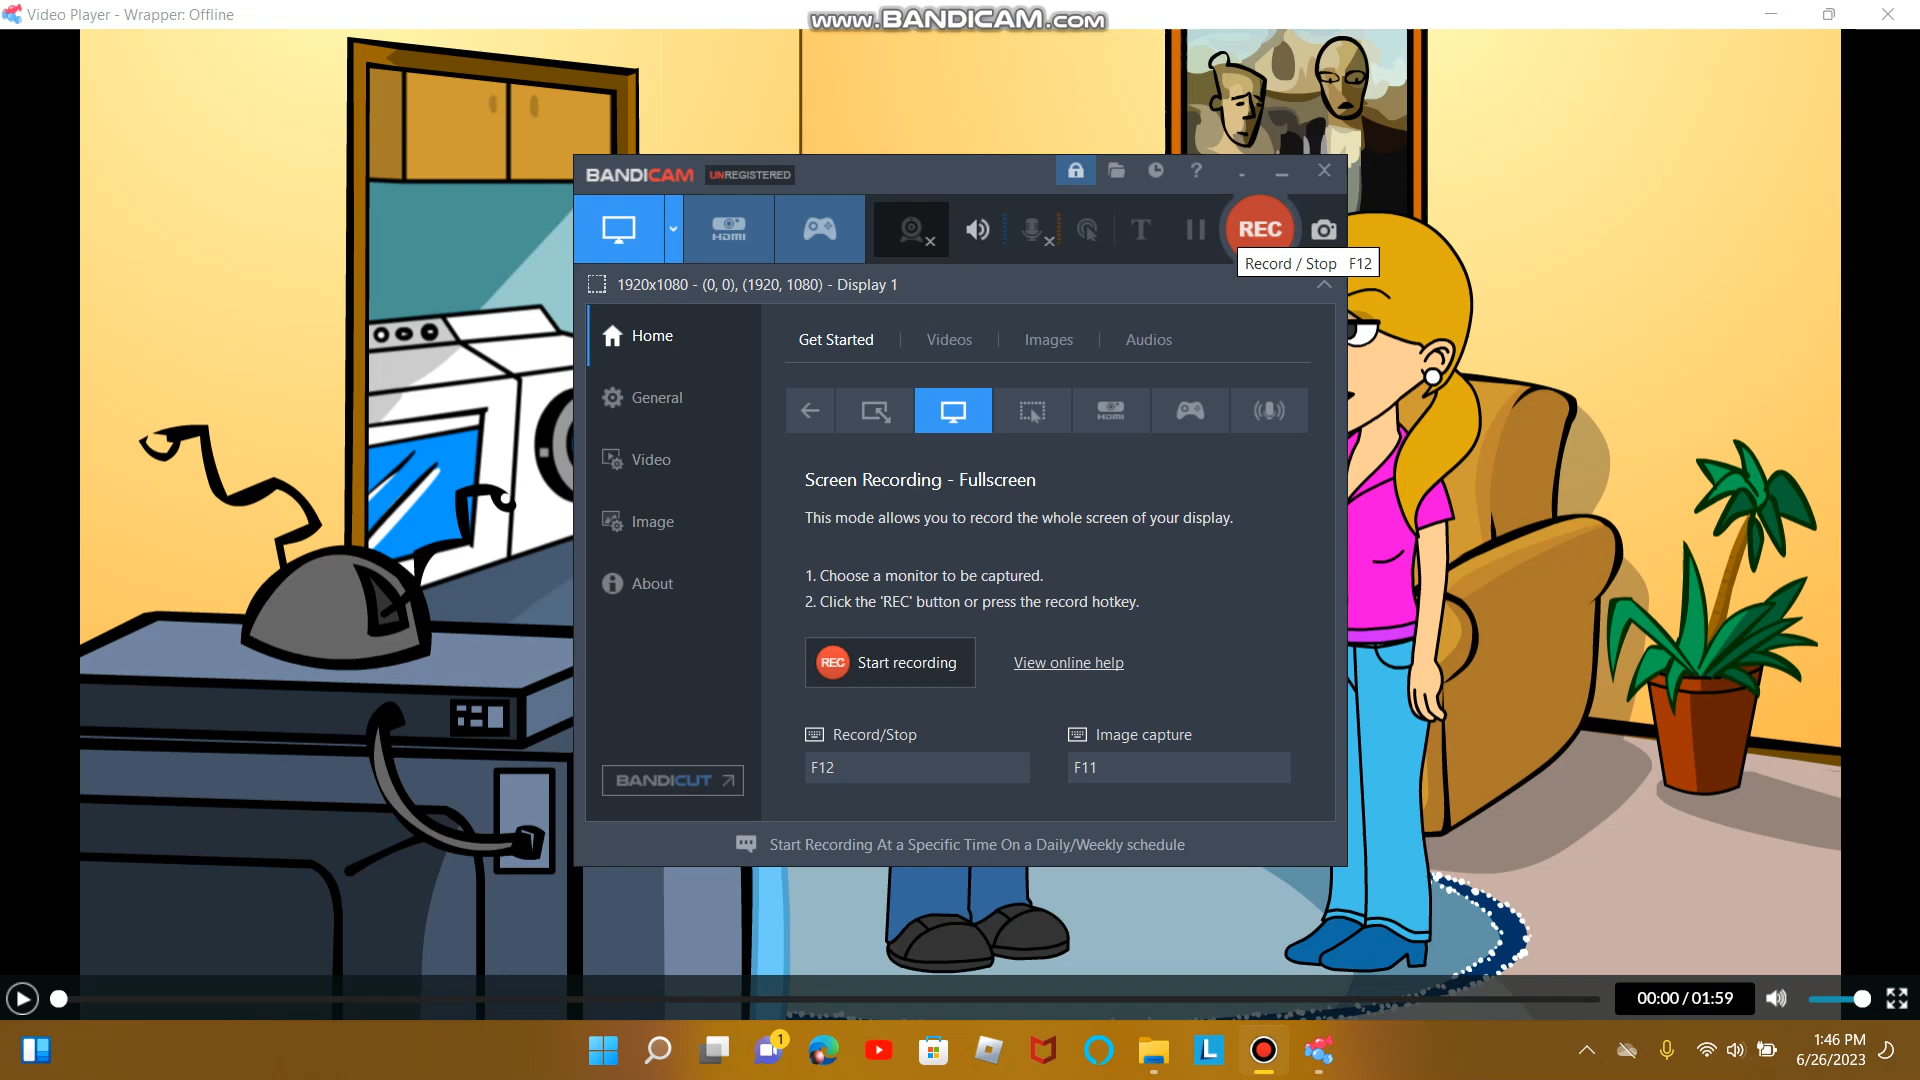 Video Player - Wrapper: Offline
www.BANDICAM.com
BANDICAM UNREGISTERED
?
HDMI
T
REC
Record / Stop F12
1920x1080 - (0, 0), (1920, 1080) - Display 1
Home
Get Started
Videos
Images
Audios
General
HDMI
Video
Screen Recording - Fullscreen
This mode allows you to record the whole screen of your display.
Image
1. Choose a monitor to be captured.
2. Click the 'REC' button or press the record hotkey.
About
REC Start recording
View online help
Record/Stop
Image capture
F12
F11
BANDICUT
Start Recording At a Specific Time On a Daily/Weekly schedule
00:00 / 01:59
1
L
1:46 PM
6/26/2023